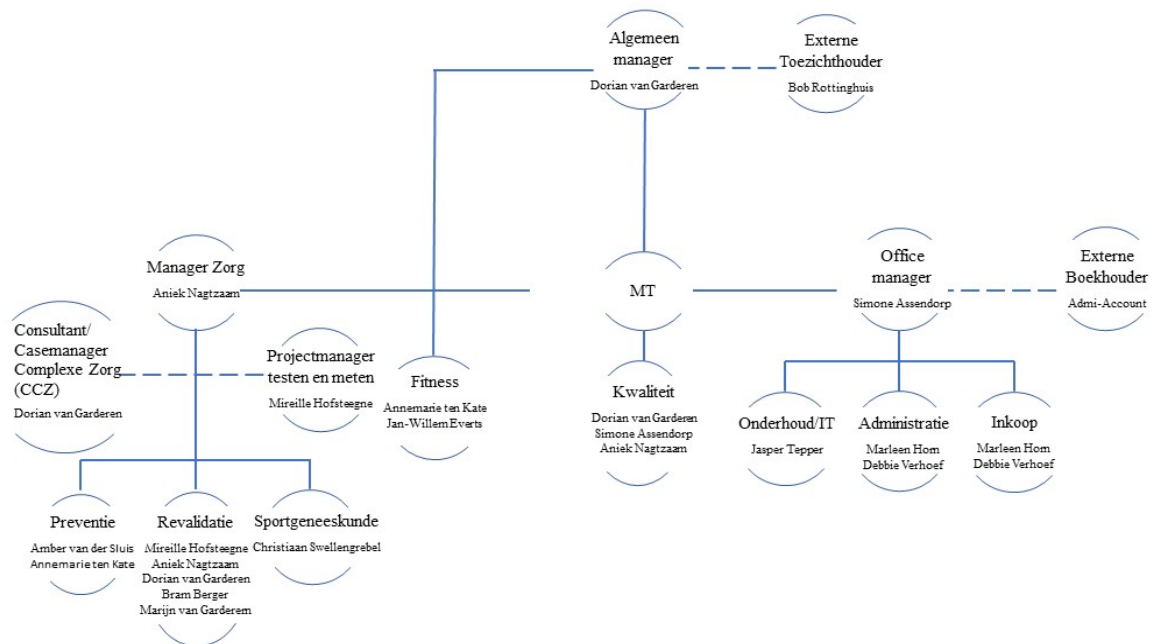 Algemeen
manager
Dorian van Garderen
Externe
Toezichthouder
Bob Rottinghuis
Manager Zorg
Aniek Nagtzaam
MT
Office
manager
Simone Assendorp
Externe
Boekhouder
Admi-Account
Consultant/
Casemanager
Complexe Zorg
(CCZ)
Dorian van Garderen
Projectmanager
testen en meten
Mireille Hofsteegne
Fitness
Annemarie ten Kate
Jan-Willem Everts
Kwaliteit
Dorian van Garderen
Simone Assendorp
Aniek Nagtzaam
Onderhoud/IT
Jasper Tepper
Administratie
Marleen Horn
Debbie Verhoef
Inkoop
Marleen Horn
Debbie Verhoef
Preventie
Amber van der Sluis
Annemarie ten Kate
Revalidatie
Mireille Hofsteegne
Aniek Nagtzaam
Dorian van Garderen
Bram Berger
Marijn van Garderern
Sportgeneeskunde
Christiaan Swellengrebel